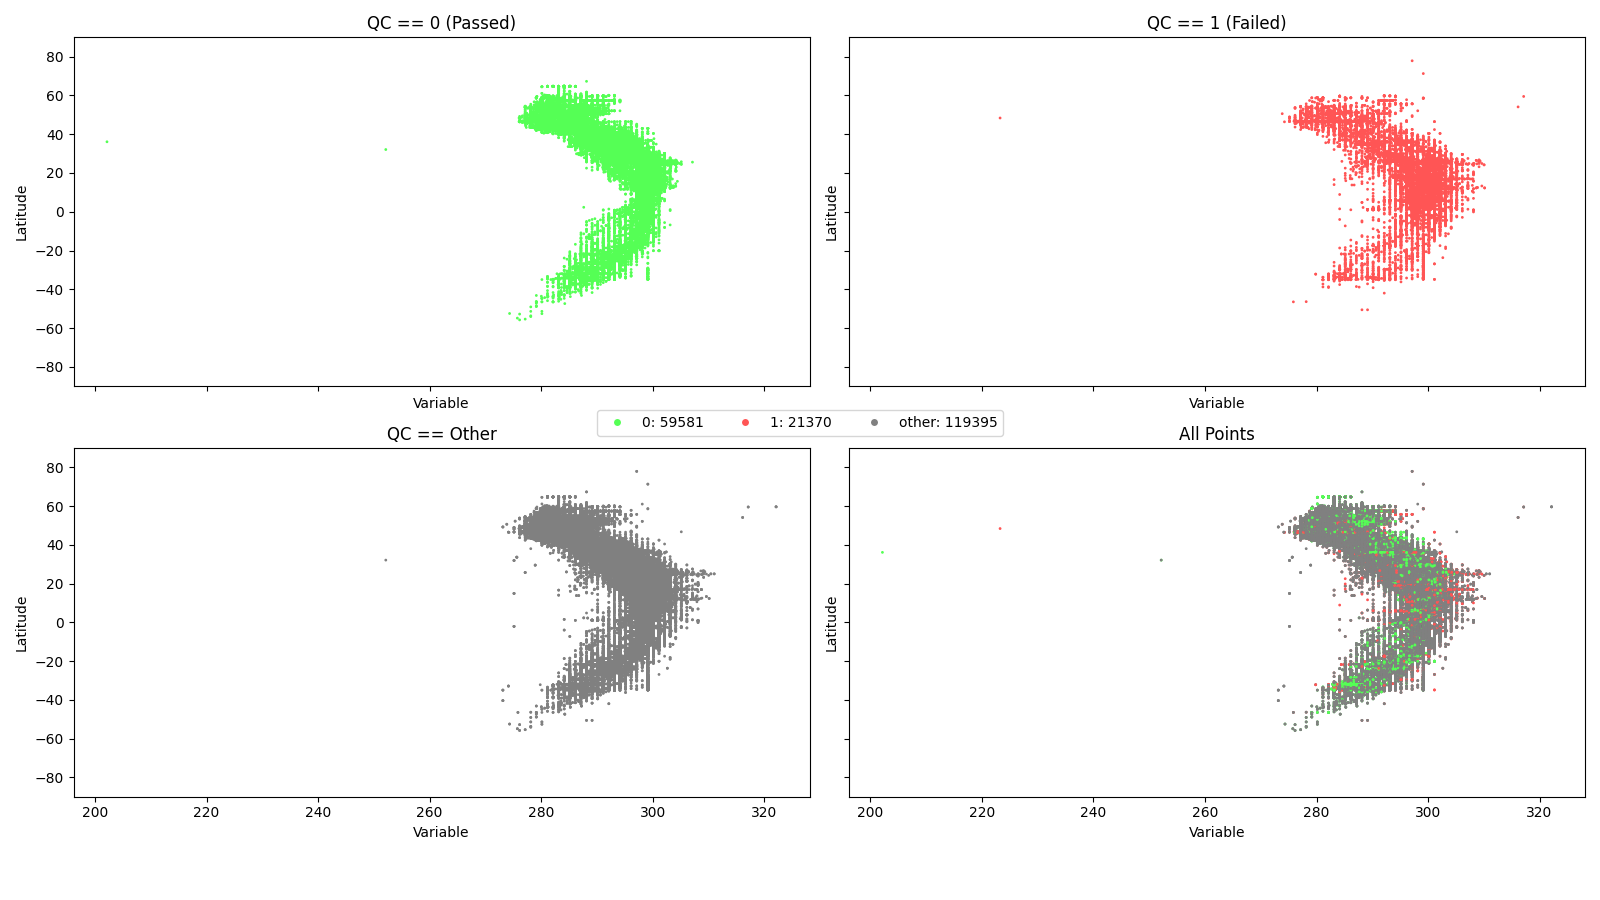 QC == 0 (Passed)
QC == 1 (Failed)
80
60
40
20
0
−20
−40
−60
−80
Latitude
Latitude
Variable
Variable
0: 59581
1: 21370
other: 119395
QC == Other
All Points
80
60
40
20
0
−20
−40
−60
−80
Latitude
Latitude
200
220
240
260
280
300
320
200
220
240
260
280
300
320
Variable
Variable